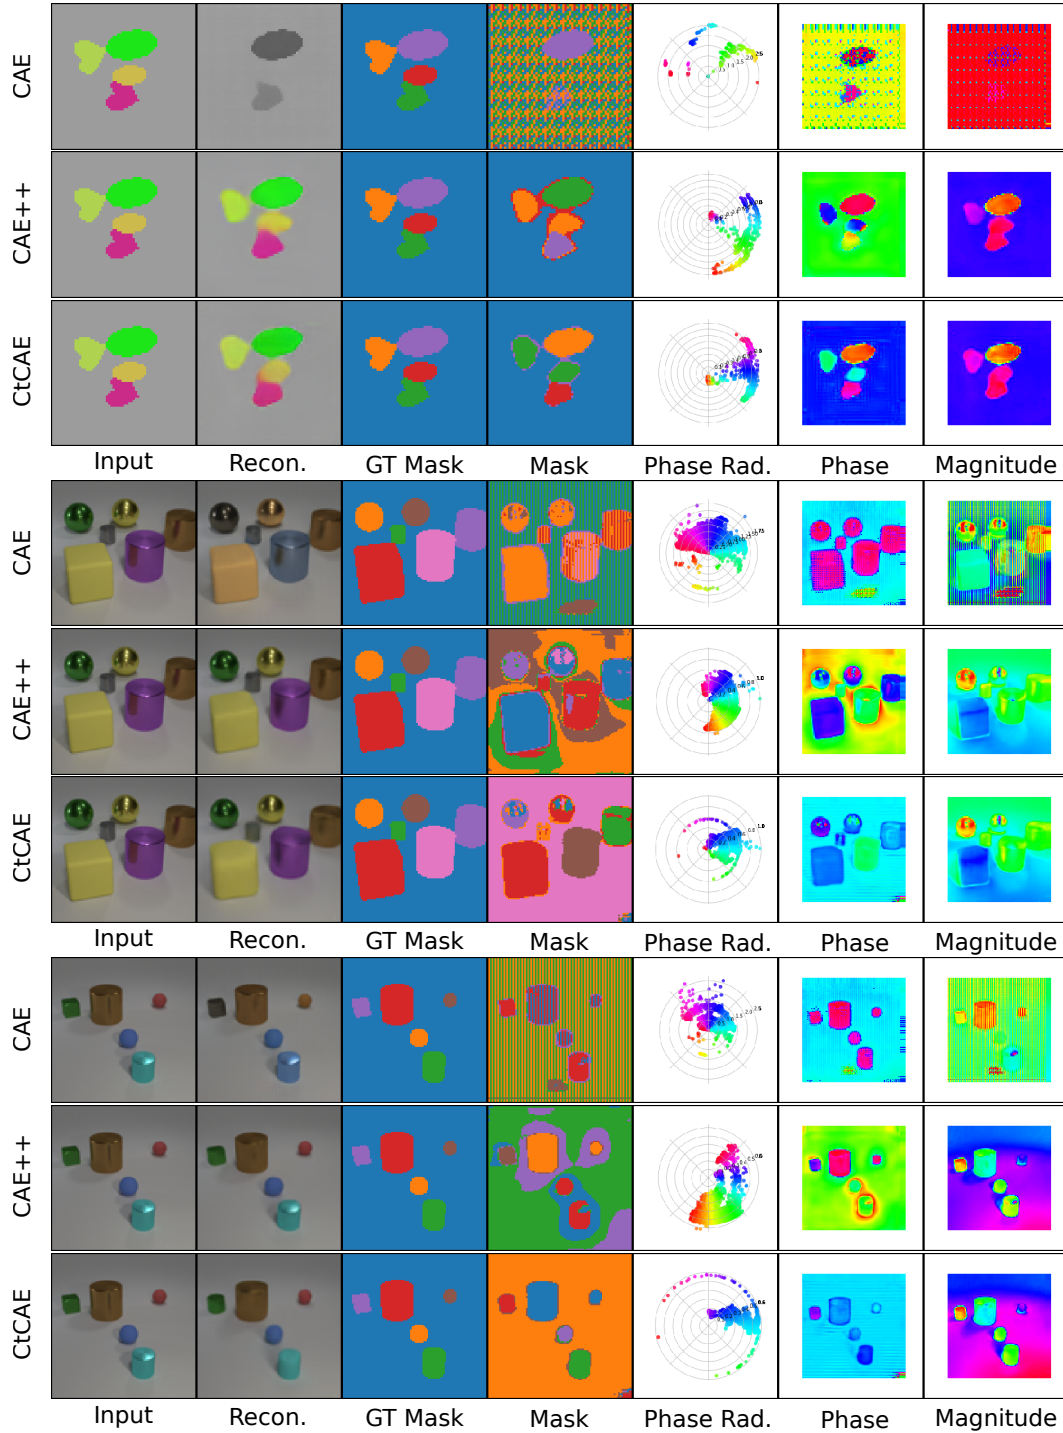 CAE
CAE++
CtCAE
Input Recon. GT Mask Mask Phase Rad. Phase Magnitude
CAE
CAE++
CtCAE
Input Recon. GT Mask Mask Phase Rad. Phase Magnitude
CAE
CAE++
CtCAE
Input Recon. GT Mask Mask Phase Rad. Phase Magnitude